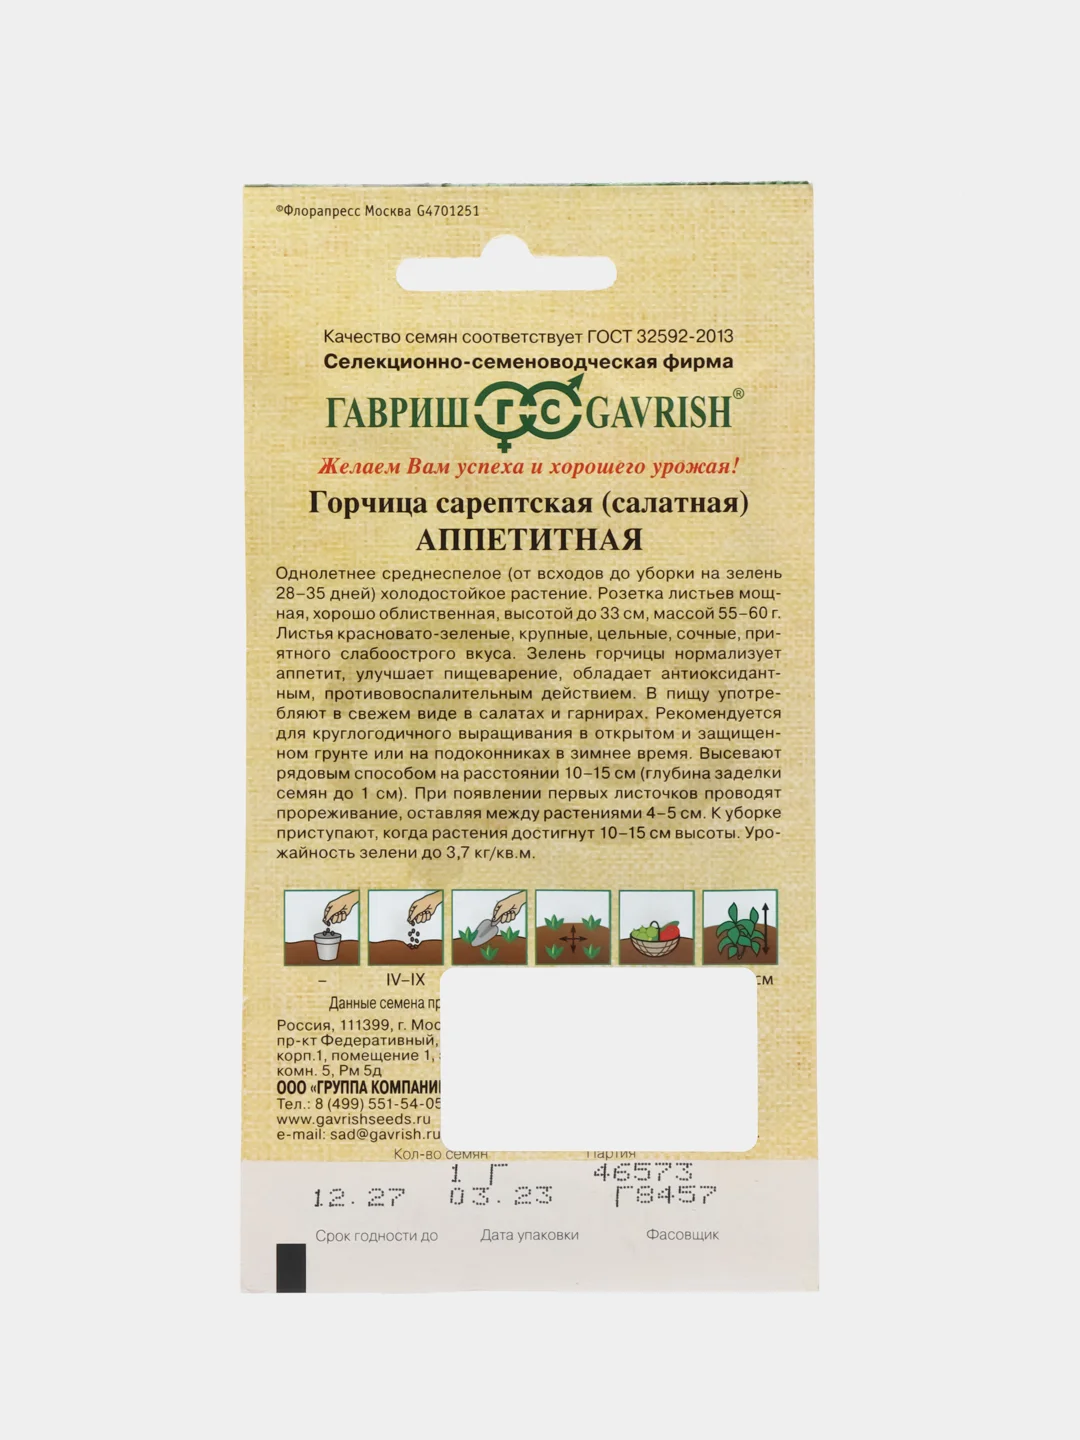 ©Флорапресс Москва G4701251
Качество семян соответствует ГОСТ 32592-2013
Селекционно-семеноводческая фирма
ГАВРИШ ГС GAVRISH®
Желаем Вам успеха и хорошего урожая!
Горчица сарептская (салатная)
АППЕТИТНАЯ
Однолетнее среднеспелое (от всходов до уборки на зелень
28–35 дней) холодостойкое растение. Розетка листьев мощ-
ная, хорошо облиственная, высотой до 33 см, массой 55–60 г.
Листья красновато-зеленые, крупные, цельные, сочные, при-
ятного слабоострого вкуса. Зелень горчицы нормализует
аппетит, улучшает пищеварение, обладает антиоксидант-
ным, противовоспалительным действием. В пищу употре-
бляют в свежем виде в салатах и гарнирах. Рекомендуется
для круглогодичного выращивания в открытом и защищен-
ном грунте или на подоконниках в зимнее время. Высевают
рядовым способом на расстоянии 10–15 см (глубина заделки
семян до 1 см). При появлении первых листочков проводят
прореживание, оставляя между растениями 4–5 см. К уборке
приступают, когда растения достигнут 10–15 см высоты. Уро-
жайность зелени до 3,7 кг/кв.м.
– IV–IX см
Данные семена
Россия, 111399, г.
пр-кт Федеративный,
корп.1, помещение 1,
комн. 5, Рм 5д
ООО «ГРУППА КОМПАНИ
Тел.: 8 (499) 551-54-05
www.gavrishseeds.ru
e-mail: sad@gavrish.ru
Кол-во семян Партия
1 Г 46573
12.27 03.23 Г8457
Срок годности до Дата упаковки Фасовщик